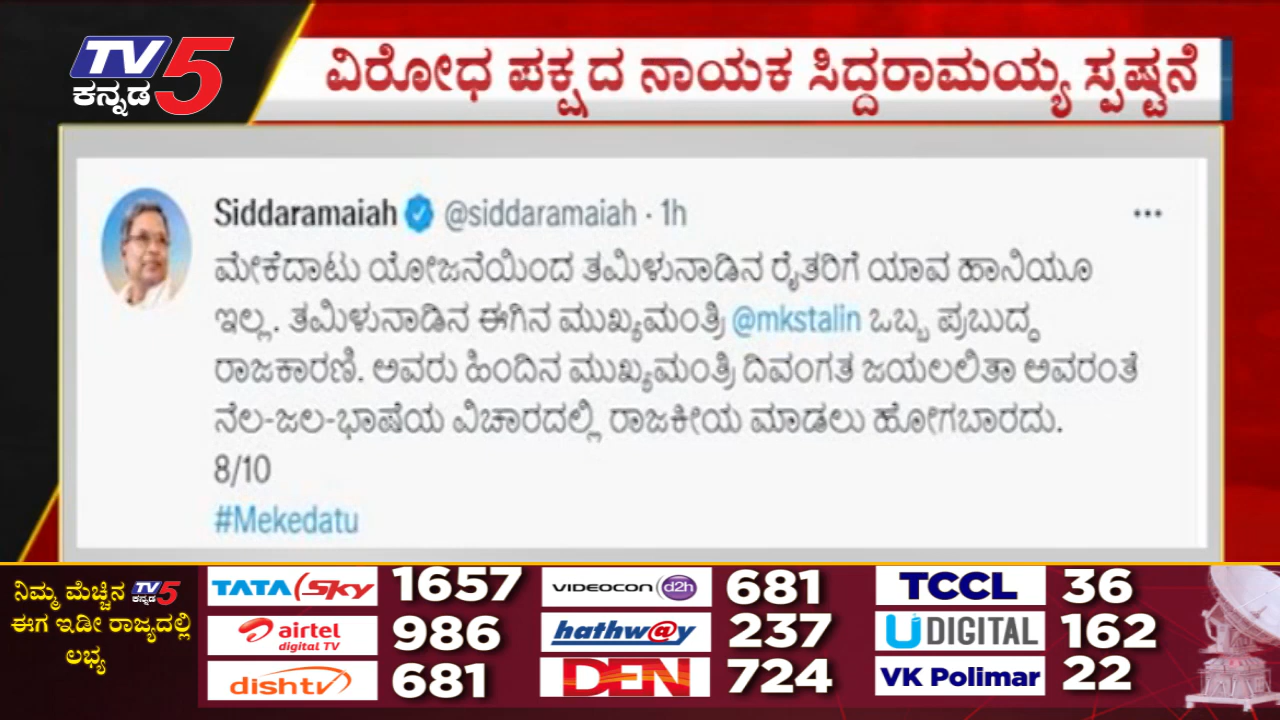 TV5
ಕನ್ನಡ
ವಿರೋಧ ಪಕ್ಷದ ನಾಯಕ ಸಿದ್ದರಾಮಯ್ಯ ಸ್ಪಷ್ಟನೆ
Siddaramaiah @siddaramaiah · 1h
ಮೇಕೆದಾಟು ಯೋಜನೆಯಿಂದ ತಮಿಳುನಾಡಿನ ರೈತರಿಗೆ ಯಾವ ಹಾನಿಯೂ
ಇಲ್ಲ. ತಮಿಳುನಾಡಿನ ಈಗಿನ ಮುಖ್ಯಮಂತ್ರಿ @mkstalin ಒಬ್ಬ ಪ್ರಬುದ್ಧ
ರಾಜಕಾರಣಿ. ಅವರು ಹಿಂದಿನ ಮುಖ್ಯಮಂತ್ರಿ ದಿವಂಗತ ಜಯಲಲಿತಾ ಅವರಂತೆ
ನೆಲ-ಜಲ-ಭಾಷೆಯ ವಿಚಾರದಲ್ಲಿ ರಾಜಕೀಯ ಮಾಡಲು ಹೋಗಬಾರದು.
8/10
#Mekedatu
ನಿಮ್ಮ ಮೆಚ್ಚಿನ TV5 ಕನ್ನಡ
ಈಗ ಇಡೀ ರಾಜ್ಯದಲ್ಲಿ
ಲಭ್ಯ
TATA Sky 1657
airtel digital TV 986
dishtv 681
VIDEOCON d2h 681
hathw@y 237
DEN 724
TCCL 36
U DIGITAL 162
VK Polimar 22